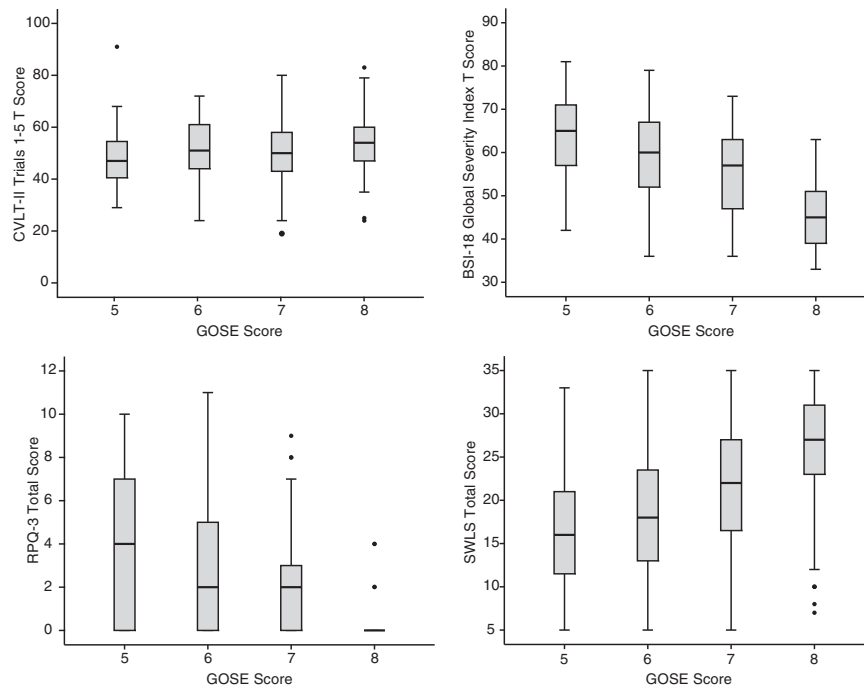 CVLT-II Trials 1-5 T Score
100
80
60
40
20
0
5 6 7 8
GOSE Score
BSI-18 Global Severity Index T Score
90
80
70
60
50
40
30
5 6 7 8
GOSE Score
RPQ-3 Total Score
12
10
8
6
4
2
0
5 6 7 8
GOSE Score
SWLS Total Score
35
30
25
20
15
10
5
5 6 7 8
GOSE Score